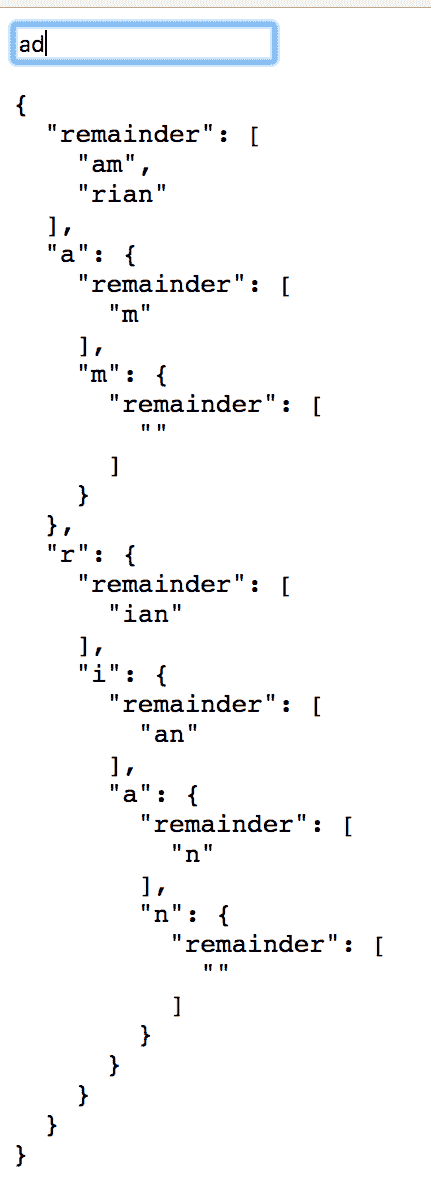 ad
{
  "remainder": [
    "am",
    "rian"
  ],
  "a": {
    "remainder": [
      "m"
    ],
    "m": {
      "remainder": [
        ""
      ]
    }
  },
  "r": {
    "remainder": [
      "ian"
    ],
    "i": {
      "remainder": [
        "an"
      ],
      "a": {
        "remainder": [
          "n"
        ],
        "n": {
          "remainder": [
            ""
          ]
        }
      }
    }
  }
}